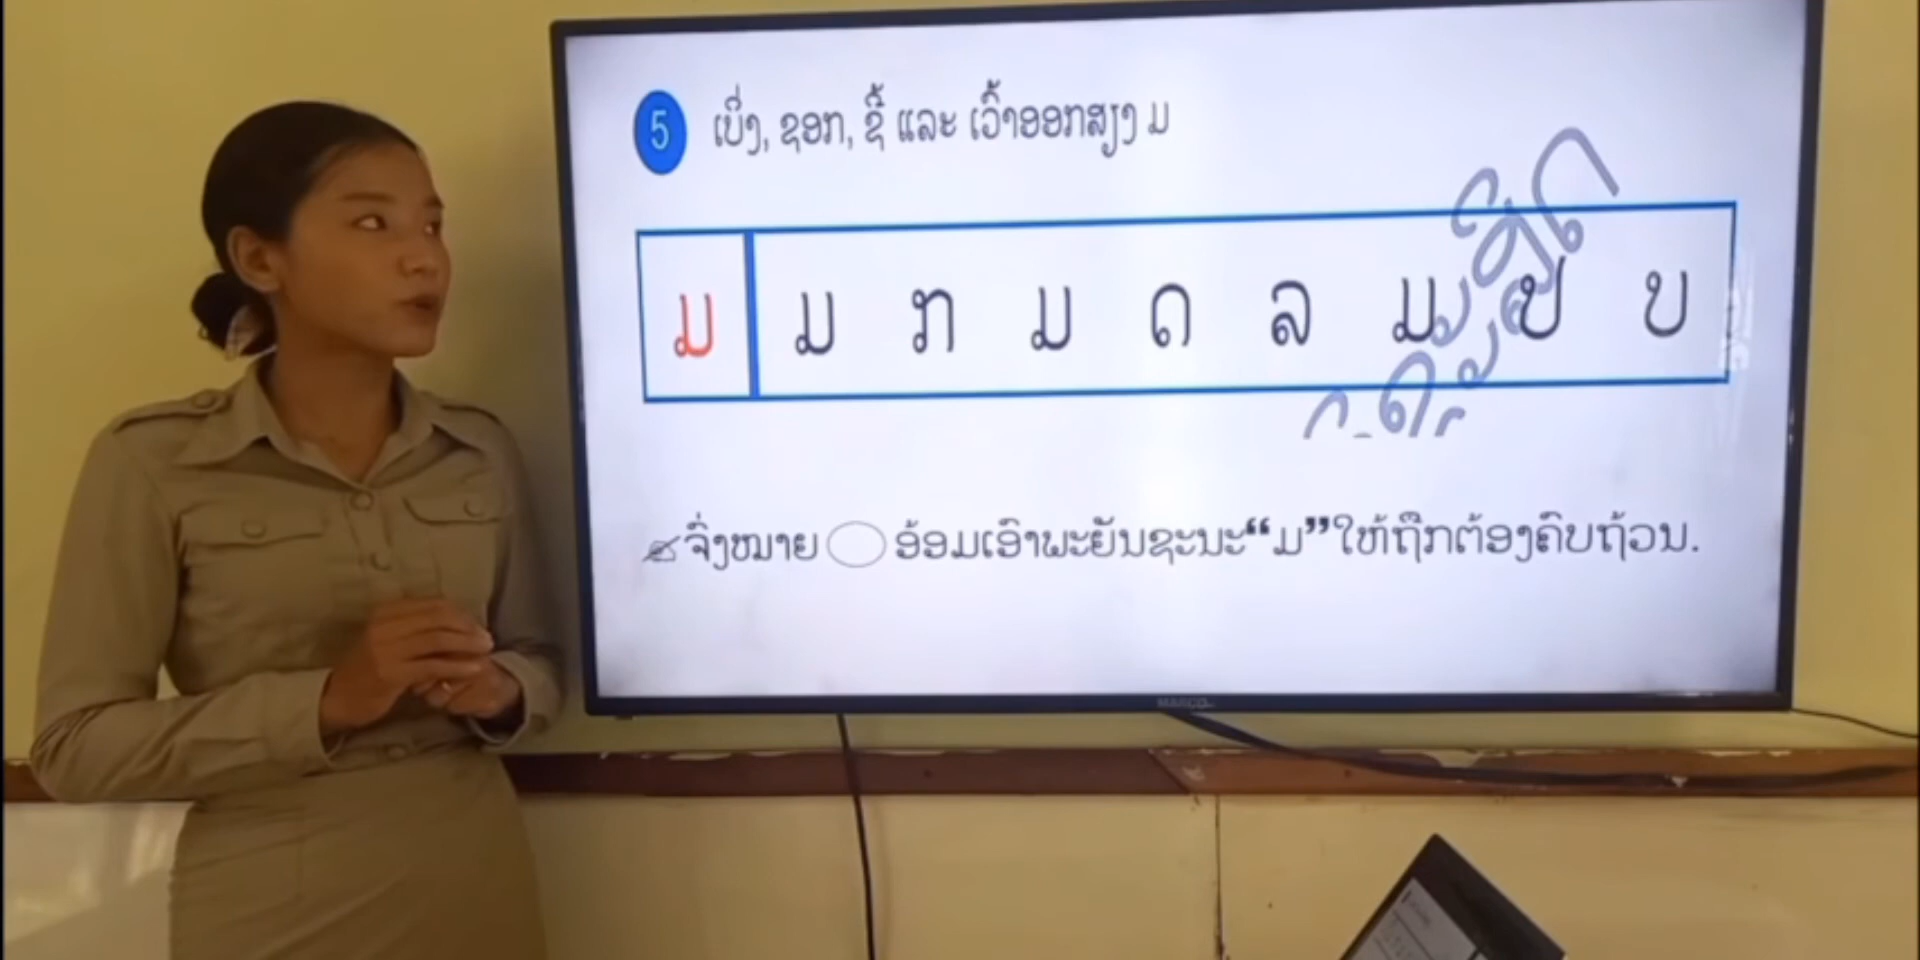 5 ເບິ່ງ, ຊອກ, ຊີ້ ແລະ ເວົ້າອອກສຽງ ມ
ມ ມ ກ ມ ດ ລ ມ ປ ບ
ຈົ່ງໝາຍ ອ້ອມເອົາພະຍັນຊະນະ“ມ”ໃຫ້ຖືກຕ້ອງຄົບຖ້ວນ.